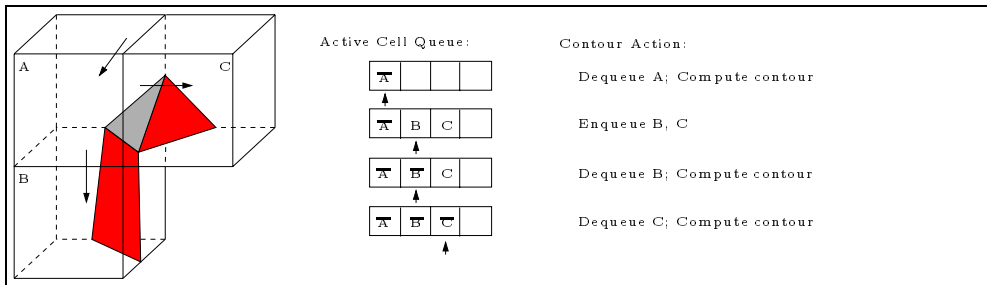 A
C
B
Active Cell Queue:
Contour Action:
A
Dequeue A; Compute contour
A B C
Enqueue B, C
A B C
Dequeue B; Compute contour
A B C
Dequeue C; Compute contour